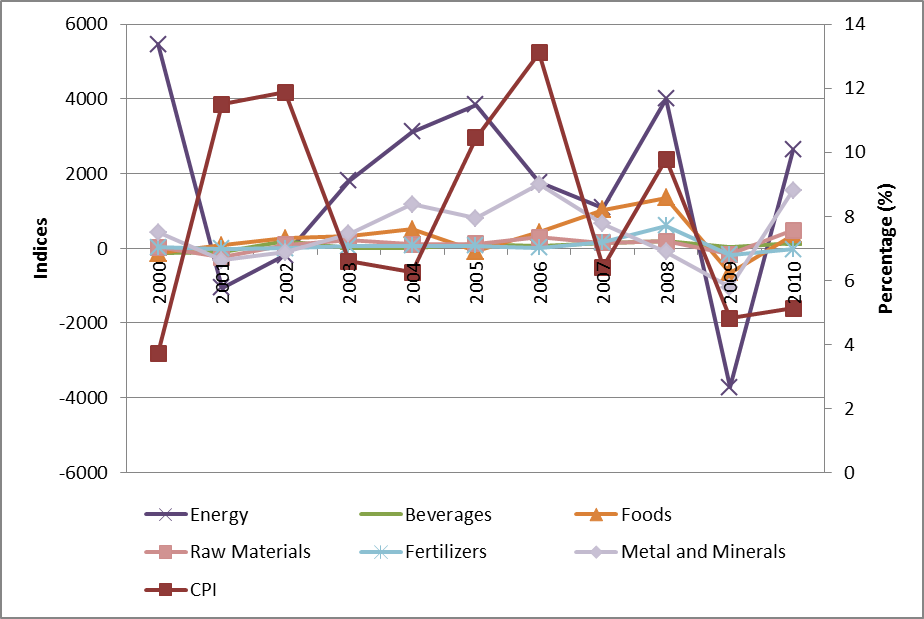 6000
4000
2000
0
-2000
-4000
-6000
Indices
14
12
10
8
6
4
2
0
Percentage (%)
2000
2001
2002
2003
2004
2005
2006
2007
2008
2009
2010
Energy
Beverages
Foods
Raw Materials
Fertilizers
Metal and Minerals
CPI